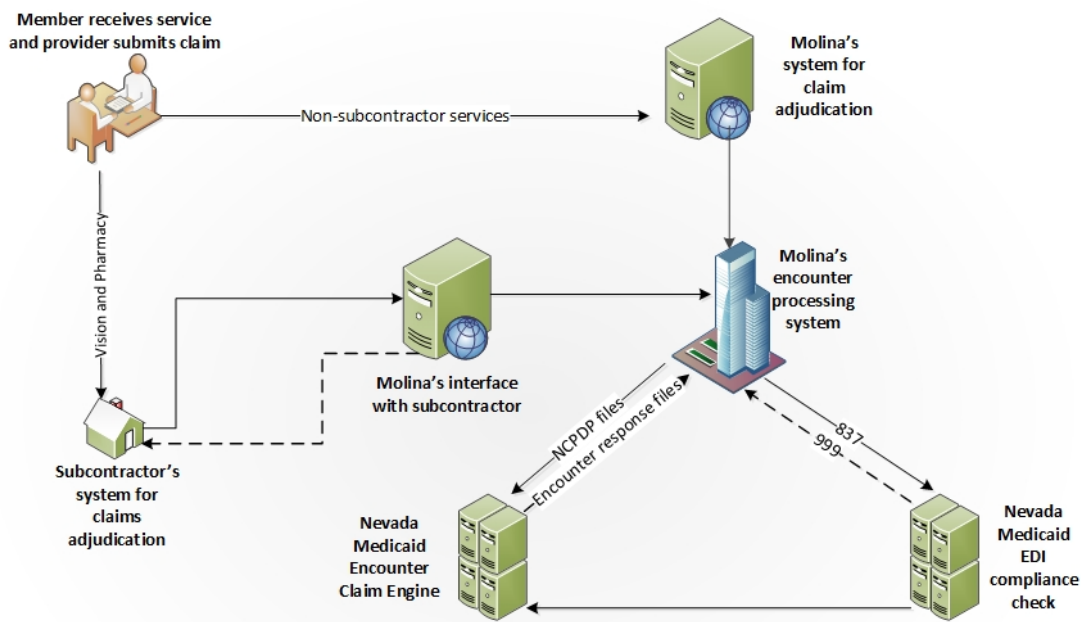 Member receives service
and provider submits claim
Molina's
system for
claim
adjudication
Non-subcontractor services
Vision and Pharmacy
Molina's
encounter
processing
system
Molina's interface
with subcontractor
Subcontractor's
system for
claims
adjudication
NCPDP files
Encounter response files
837
999
Nevada
Medicaid
Encounter
Claim Engine
Nevada
Medicaid
EDI
compliance
check